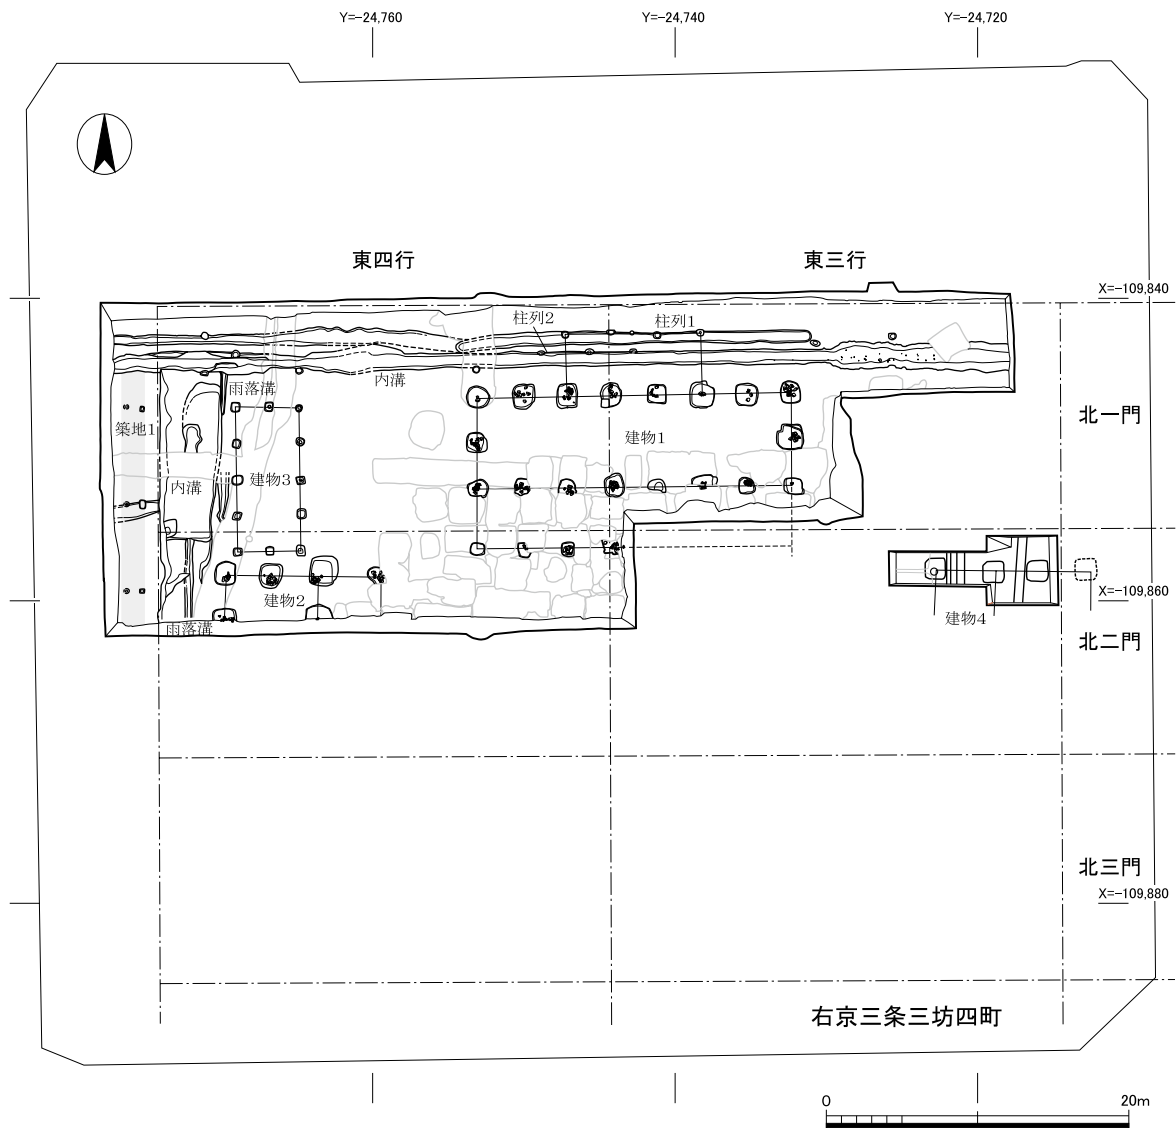 Y=-24,760
Y=-24,740
Y=-24,720
東四行
東三行
X=-109,840
柱列2
柱列1
雨落溝
内溝
築地1
建物1
北一門
内溝
建物3
X=-109,860
建物2
建物4
雨落溝
北二門
北三門
X=-109,880
右京三条三坊四町
0
20m